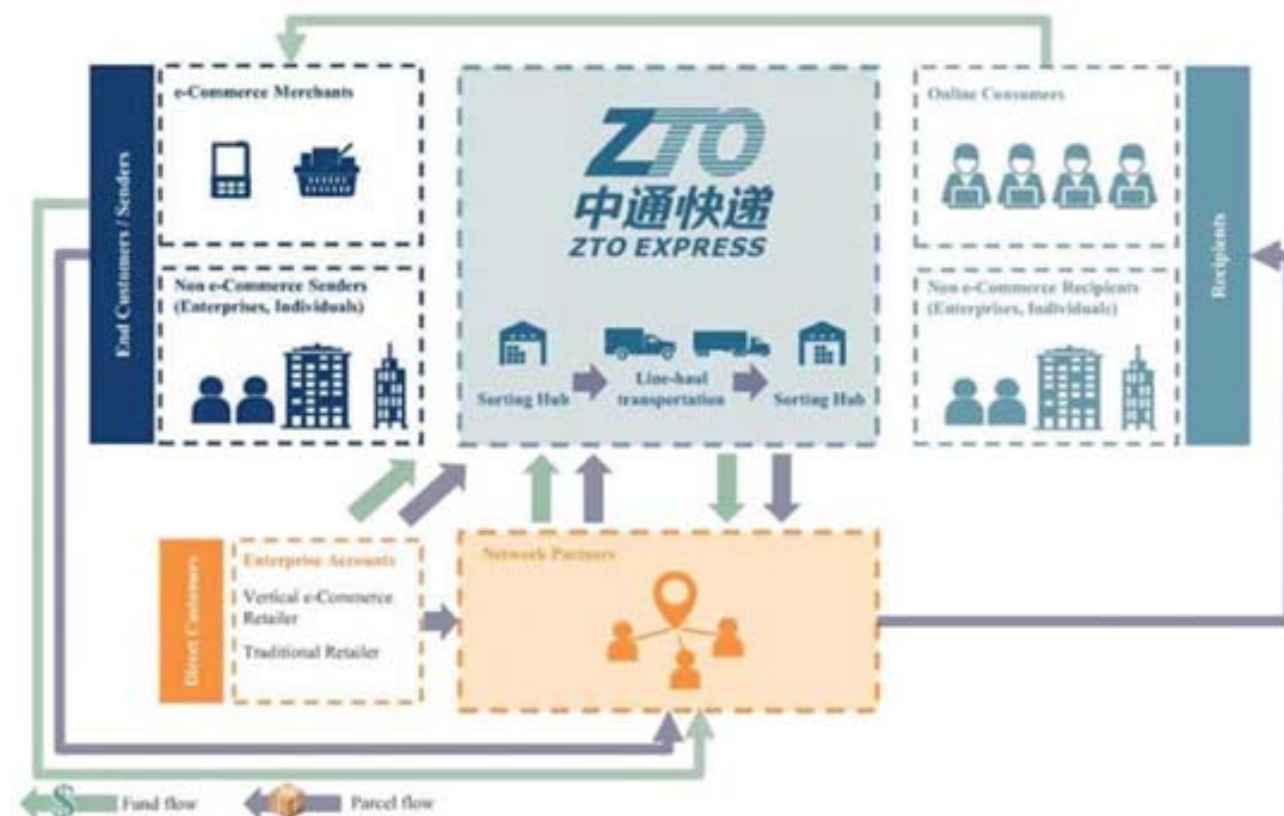 e-Commerce Merchants
Non e-Commerce Senders
(Enterprises, Individuals)
End Customers / Senders
ZTO
中通快递
ZTO EXPRESS
Sorting Hub
Line-haul
transportation
Sorting Hub
Online Consumers
Non e-Commerce Recipients
(Enterprises, Individuals)
Recipients
Direct Customers
Enterprise Accounts
Vertical e-Commerce
Retailer
Traditional Retailer
Network Partners
$
Fund flow
Parcel flow